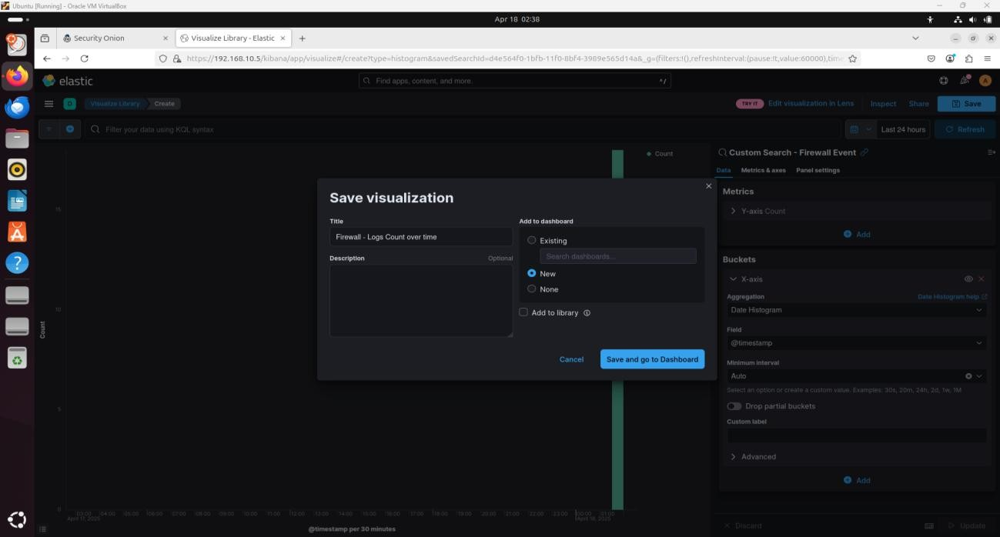 Ubuntu [Running] - Oracle VM VirtualBox
Apr 18 02:38
Security Onion
Visualize Library - Elastic
https://192.168.10.5/kibana/app/visualize#/create?type=histogram&savedSearchId=d4e564f0-1bfb-11f0-8bf4-3989e565d14a&_g=(filters:!(),refreshInterval:(pause:!t,value:60000),time
elastic
Find apps, content, and more.
^/
A
D
Visualize Library
Create
TRY IT
Edit visualization in Lens
Inspect
Share
Save
Filter your data using KQL syntax
Last 24 hours
Refresh
Count
Custom Search - Firewall Event
Data
Metrics & axes
Panel settings
Save visualization
Title
Firewall - Logs Count over time
Description
Optional
Add to dashboard
Existing
Search dashboards...
New
None
Add to library
Cancel
Save and go to Dashboard
Metrics
Y-axis Count
Add
Buckets
X-axis
Aggregation
Date Histogram help
Date Histogram
Field
@timestamp
Minimum interval
Auto
Select an option or create a custom value. Examples: 30s, 20m, 24h, 2d, 1w, 1M
Drop partial buckets
Custom label
Advanced
Add
Discard
Update
15
10
5
0
Count
03:00 04:00 05:00 06:00 07:00 08:00 09:00 10:00 11:00 12:00 13:00 14:00 15:00 16:00 17:00 18:00 19:00 20:00 21:00 22:00 23:00 00:00 01:00
April 17, 2025
April 18, 2025
@timestamp per 30 minutes